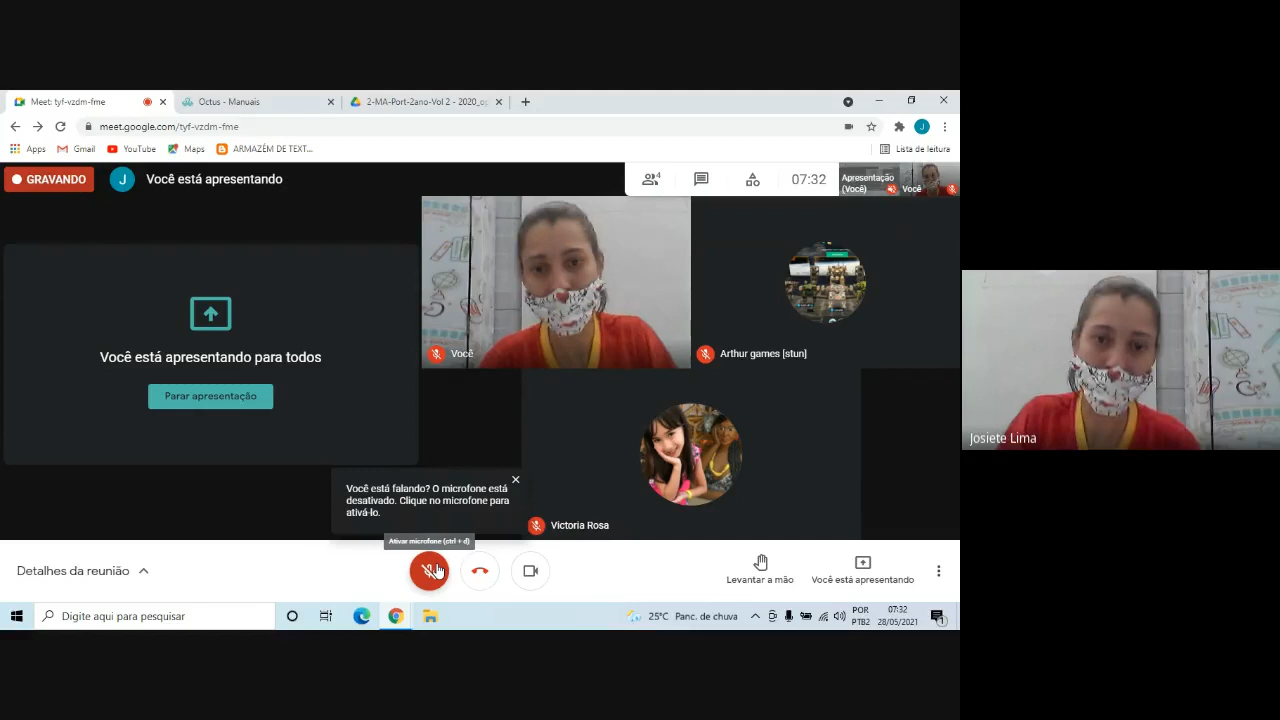 Meet: tyf-vzdm-fme
Octus - Manuais
2-MA-Port-2ano-Vol 2 - 2020_o
meet.google.com/tyf-vzdm-fme
J
Apps
Gmail
YouTube
Maps
ARMAZÉM DE TEXT...
Lista de leitura
GRAVANDO
J
Você está apresentando
4
07:32
Apresentação
(Você)
Você
Você está apresentando para todos
Parar apresentação
Você
Arthur games [stun]
Você está falando? O microfone está
desativado. Clique no microfone para
ativá-lo.
Victoria Rosa
Ativar microfone (ctrl + d)
Josiete Lima
Detalhes da reunião
Levantar a mão
Você está apresentando
Digite aqui para pesquisar
25°C Panc. de chuva
POR
PTB2
07:32
28/05/2021
1